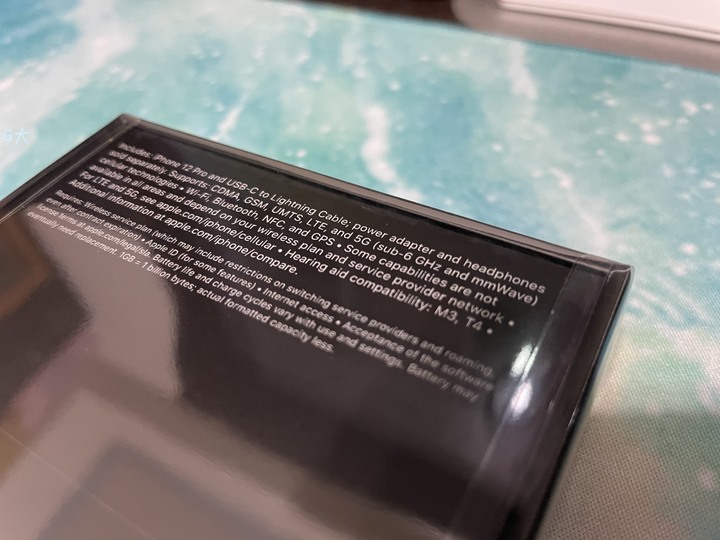 Includes: iPhone 12 Pro and USB-C to Lightning Cable; power adapter and headphones
sold separately. Supports: CDMA, GSM, UMTS, LTE, and 5G (sub-6 GHz and mmWave)
cellular technologies • Wi-Fi, Bluetooth, NFC, and GPS • Some capabilities are not
available in all areas and depend on your wireless plan and service provider network •
For LTE and 5G, see apple.com/iphone/cellular • Hearing aid compatibility: M3, T4 •
Additional information at apple.com/iphone/compare.
Requires: Wireless service plan (which may include restrictions on switching service providers and roaming,
even after contract expiration) • Apple ID (for some features) • Internet access • Acceptance of the software
license terms at apple.com/legal/sla. Battery life and charge cycles vary with use and settings. Battery may
eventually need replacement. 1GB = 1 billion bytes; actual formatted capacity less.
G大